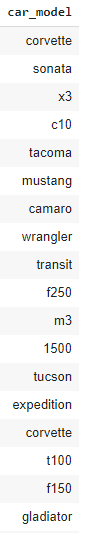 car_model
corvette
sonata
x3
c10
tacoma
mustang
camaro
wrangler
transit
f250
m3
1500
tucson
expedition
corvette
t100
f150
gladiator